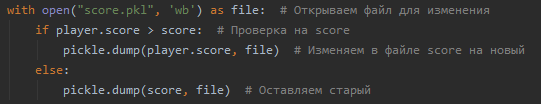 with open("score.pkl", 'wb') as file:  # Открываем файл для изменения
    if player.score > score:  # Проверка на score
        pickle.dump(player.score, file)  # Изменяем в файле score на новый
    else:
        pickle.dump(score, file)  # Оставляем старый